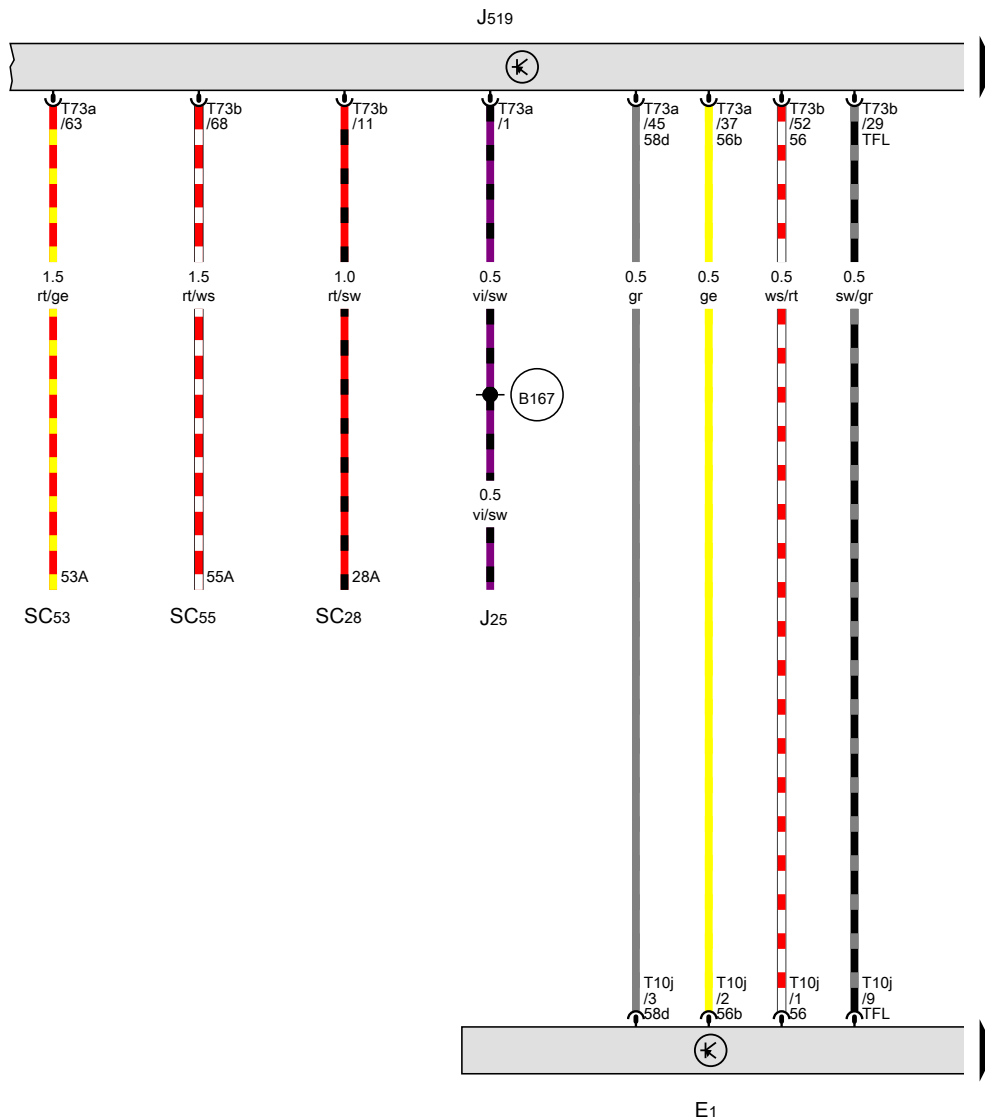 J519
T73a T73b T73b T73a T73a T73a T73b T73b
/63 /68 /11 /1 /45 /37 /52 /29
58d 56b 56 TFL
1.5 1.5 1.0 0.5 0.5 0.5 0.5 0.5
rt/ge rt/ws rt/sw vi/sw gr ge ws/rt sw/gr
B167
0.5
vi/sw
53A 55A 28A
SC53 SC55 SC28 J25
T10j T10j T10j T10j
/3 /2 /1 /9
58d 56b 56 TFL
E1